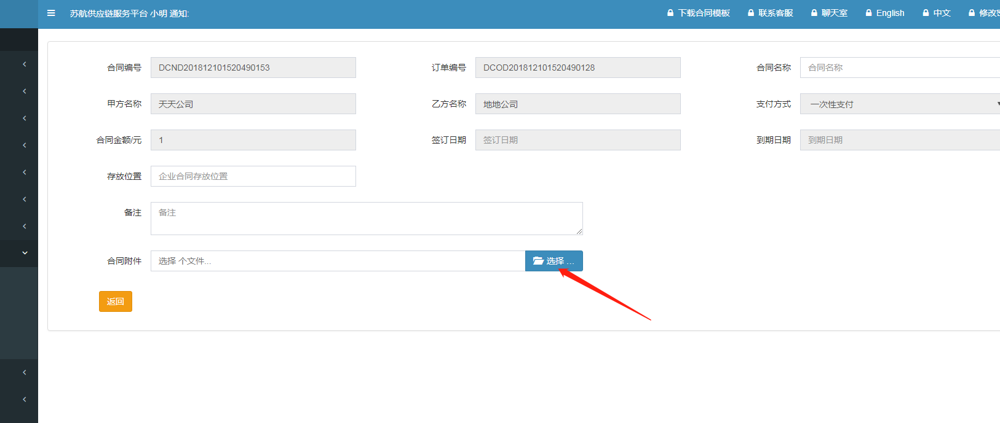 苏航供应链服务平台 小明 通知:
下载合同模板 联系客服 聊天室 English 中文 修改
合同编号 DCND201812101520490153 订单编号 DCOD201812101520490128 合同名称 合同名称
甲方名称 天天公司 乙方名称 地地公司 支付方式 一次性支付
合同金额/元 1 签订日期 签订日期 到期日期 到期日期
存放位置 企业合同存放位置
备注 备注
合同附件 选择 个文件... 选择 ...
返回